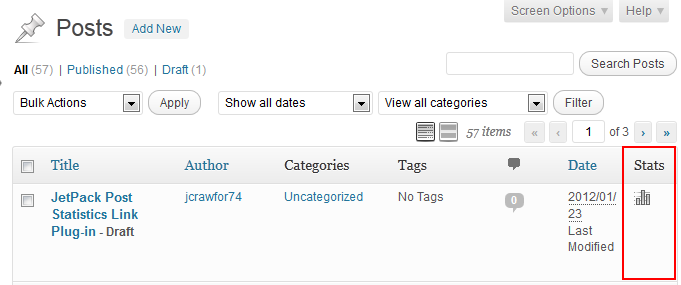 Screen Options ▾ Help ▾
Posts Add New
All (57) | Published (56) | Draft (1)
Search Posts
Bulk Actions Apply Show all dates View all categories Filter
57 items « ‹ 1 of 3 › »
Title Author Categories Tags Date Stats
JetPack Post jcrawfor74 Uncategorized No Tags 0 2012/01/
Statistics Link 23
Plug-in - Draft Last
Modified